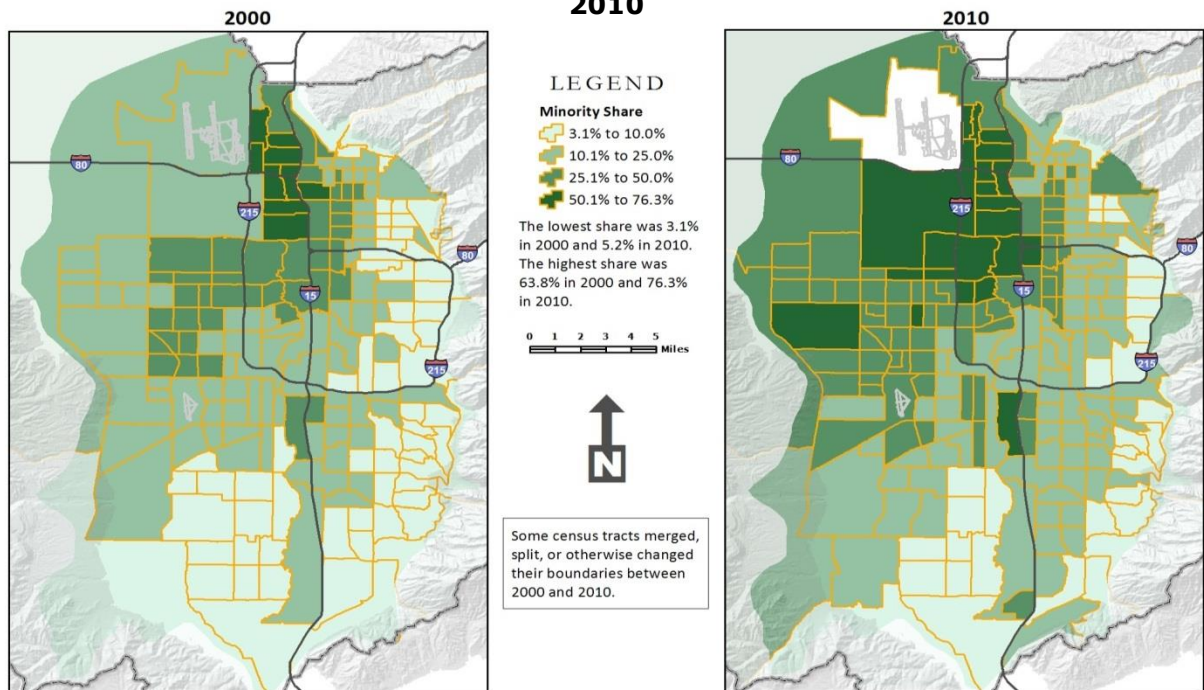 2010
2000
2010
LEGEND
Minority Share
3.1% to 10.0%
10.1% to 25.0%
25.1% to 50.0%
50.1% to 76.3%
The lowest share was 3.1%
in 2000 and 5.2% in 2010.
The highest share was
63.8% in 2000 and 76.3%
in 2010.
0 1 2 3 4 5
Miles
N
Some census tracts merged,
split, or otherwise changed
their boundaries between
2000 and 2010.
80
215
80
15
215
80
215
80
15
215